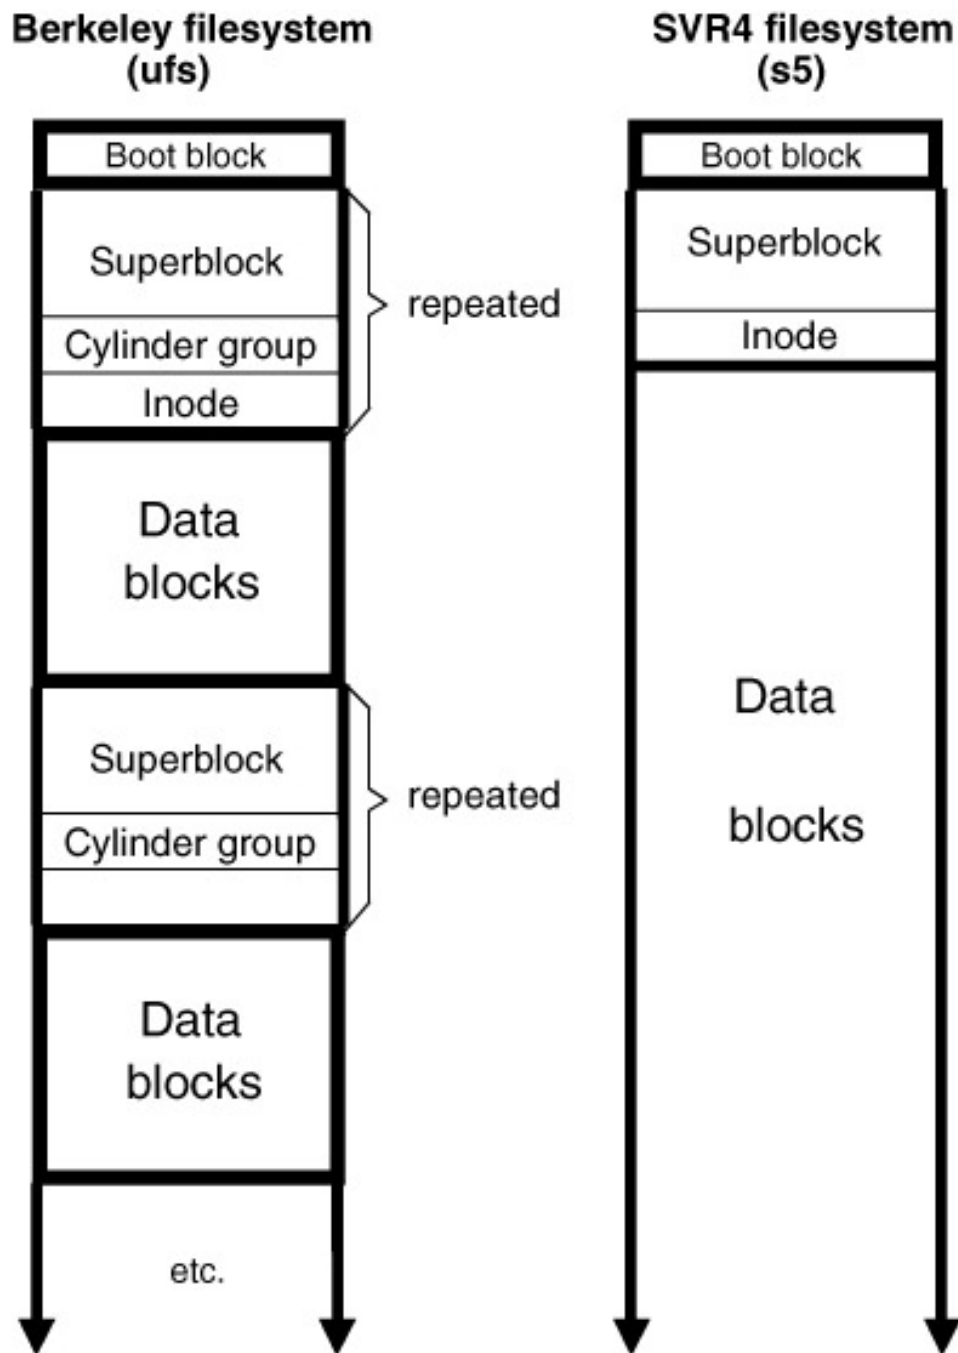 Berkeley filesystem
(ufs)
Boot block
Superblock
Cylinder group
Inode
repeated
Data
blocks
Superblock
Cylinder group
repeated
Data
blocks
etc.
SVR4 filesystem
(s5)
Boot block
Superblock
Inode
Data
blocks